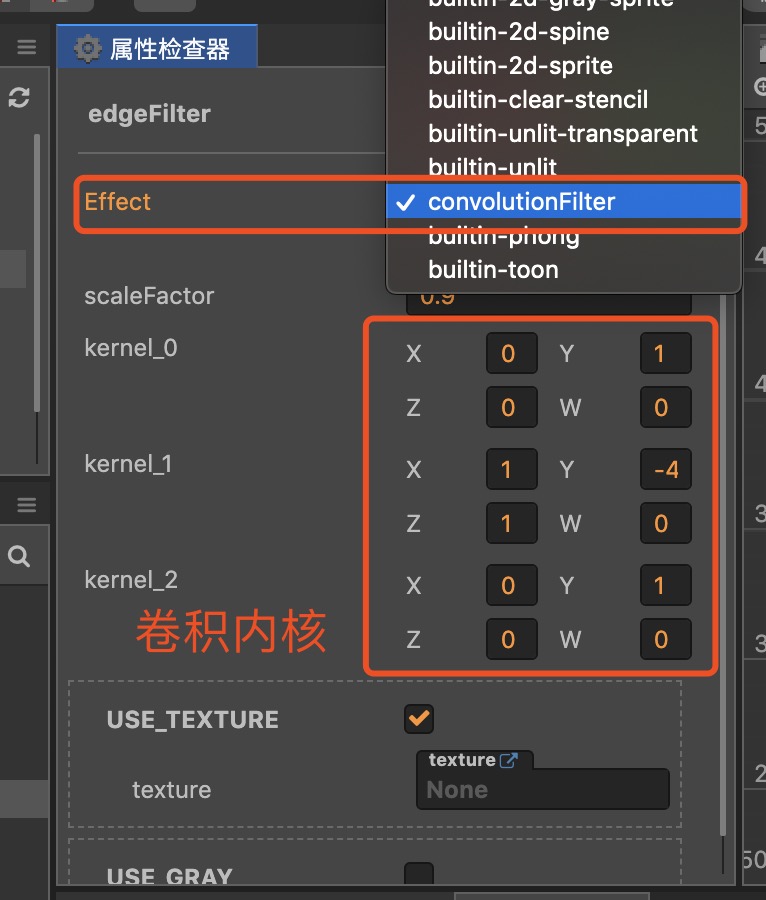 builtin-2d-gray-sprite
builtin-2d-spine
属性检查器
builtin-2d-sprite
builtin-clear-stencil
edgeFilter
builtin-unlit-transparent
builtin-unlit
Effect
convolutionFilter
builtin-phong
builtin-toon
scaleFactor
0.9
kernel_0
X 0 Y 1
Z 0 W 0
kernel_1
X 1 Y -4
Z 1 W 0
kernel_2
X 0 Y 1
卷积内核
Z 0 W 0
USE_TEXTURE
texture
texture
None
USE_GRAY